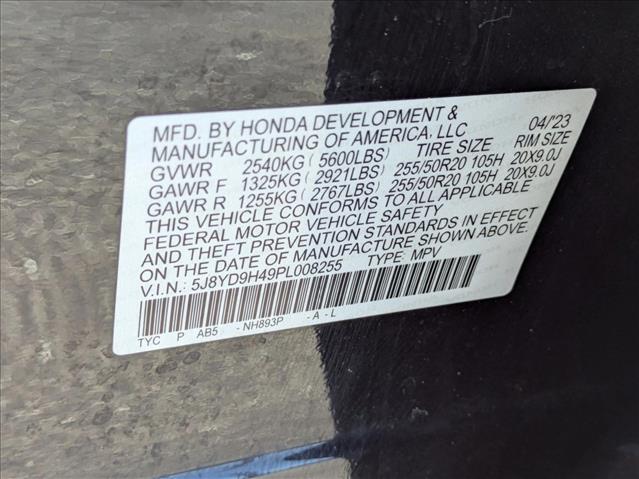 MFD. BY HONDA DEVELOPMENT &
MANUFACTURING OF AMERICA, LLC 04/'23
GVWR 2540KG ( 5600LBS) TIRE SIZE RIM SIZE
GAWR F 1325KG ( 2921LBS) 255/50R20 105H 20X9.0J
GAWR R 1255KG ( 2767LBS) 255/50R20 105H 20X9.0J
THIS VEHICLE CONFORMS TO ALL APPLICABLE
FEDERAL MOTOR VEHICLE SAFETY
AND THEFT PREVENTION STANDARDS IN EFFECT
ON THE DATE OF MANUFACTURE SHOWN ABOVE.
V.I.N.: 5J8YD9H49PL008255 TYPE: MPV
TYC P AB5 -NH893P -A-L